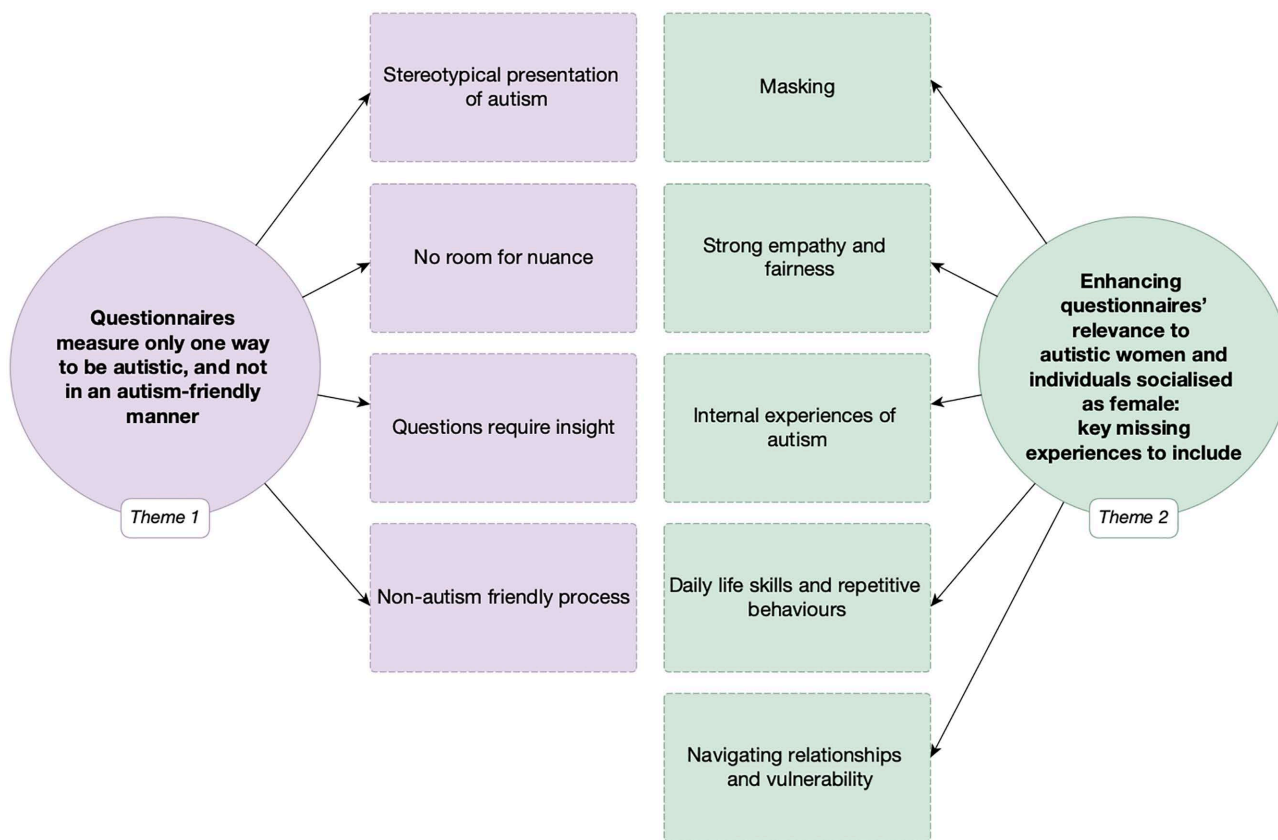 Questionnaires
measure only one way
to be autistic, and not
in an autism-friendly
manner
Theme 1
Stereotypical presentation
of autism
No room for nuance
Questions require insight
Non-autism friendly process
Masking
Strong empathy and
fairness
Internal experiences of
autism
Daily life skills and repetitive
behaviours
Navigating relationships
and vulnerability
Enhancing
questionnaires’
relevance to
autistic women and
individuals socialised
as female:
key missing
experiences to include
Theme 2